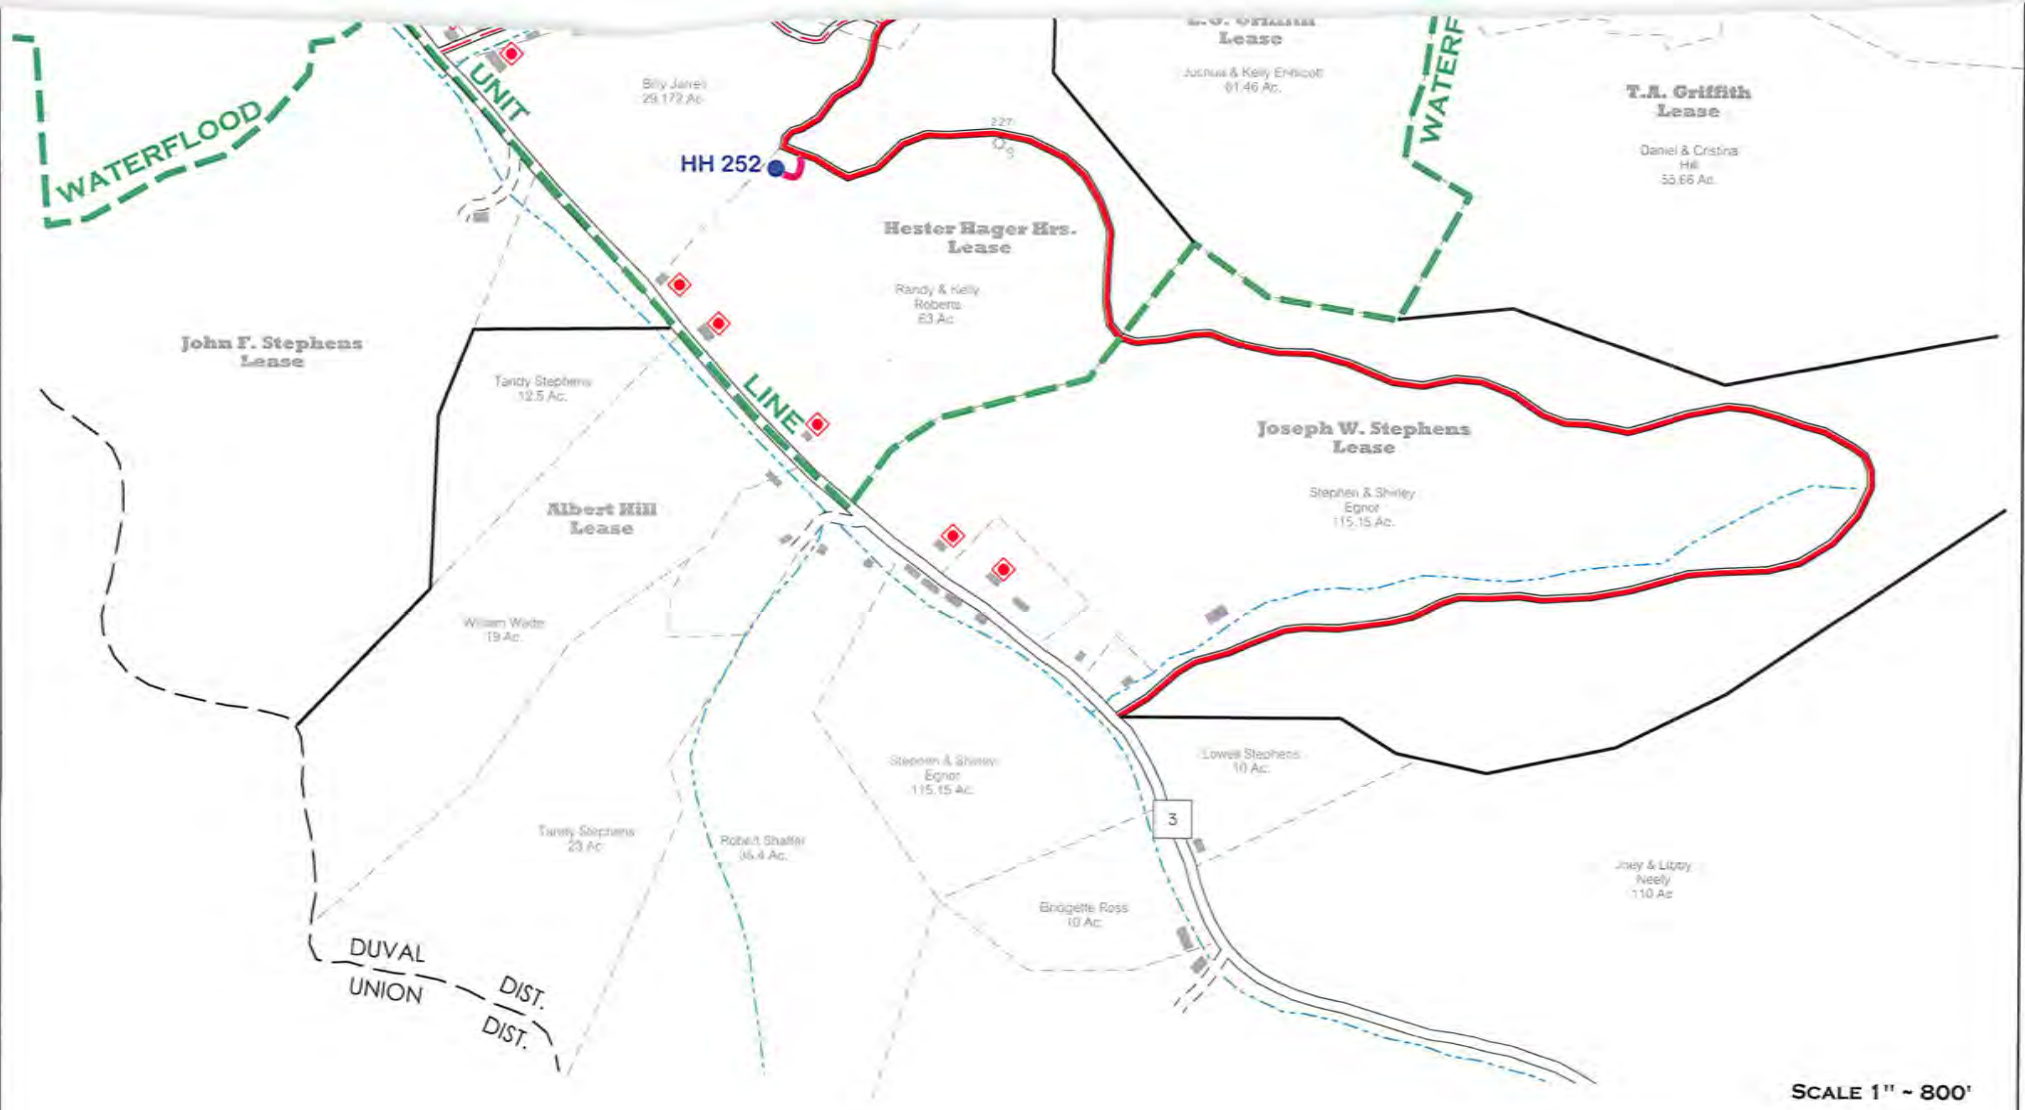 Lease
Joshua & Kelly Endicott
61.46 Ac.
WATERF
T.A. Griffith
Lease
Daniel & Cristina
Hill
55.66 Ac.
UNIT
Billy Jarrell
29.172 Ac.
WATERFLOOD
227
HH 252
Hester Hager Hrs.
Lease
Randy & Kelly
Roberts
63 Ac.
John F. Stephens
Lease
Tandy Stephens
12.5 Ac.
LINE
Joseph W. Stephens
Lease
Stephen & Shirley
Egnor
115.15 Ac.
Albert Hill
Lease
William Wade
19 Ac.
Stephen & Shirley
Egnor
115.15 Ac.
Lowell Stephens
10 Ac.
3
Tandy Stephens
23 Ac.
Robert Shaffer
Joey & Libby
Neely
110 Ac
Bridgette Ross
10 Ac.
DUVAL DIST.
UNION DIST.
SCALE 1" ~ 800'